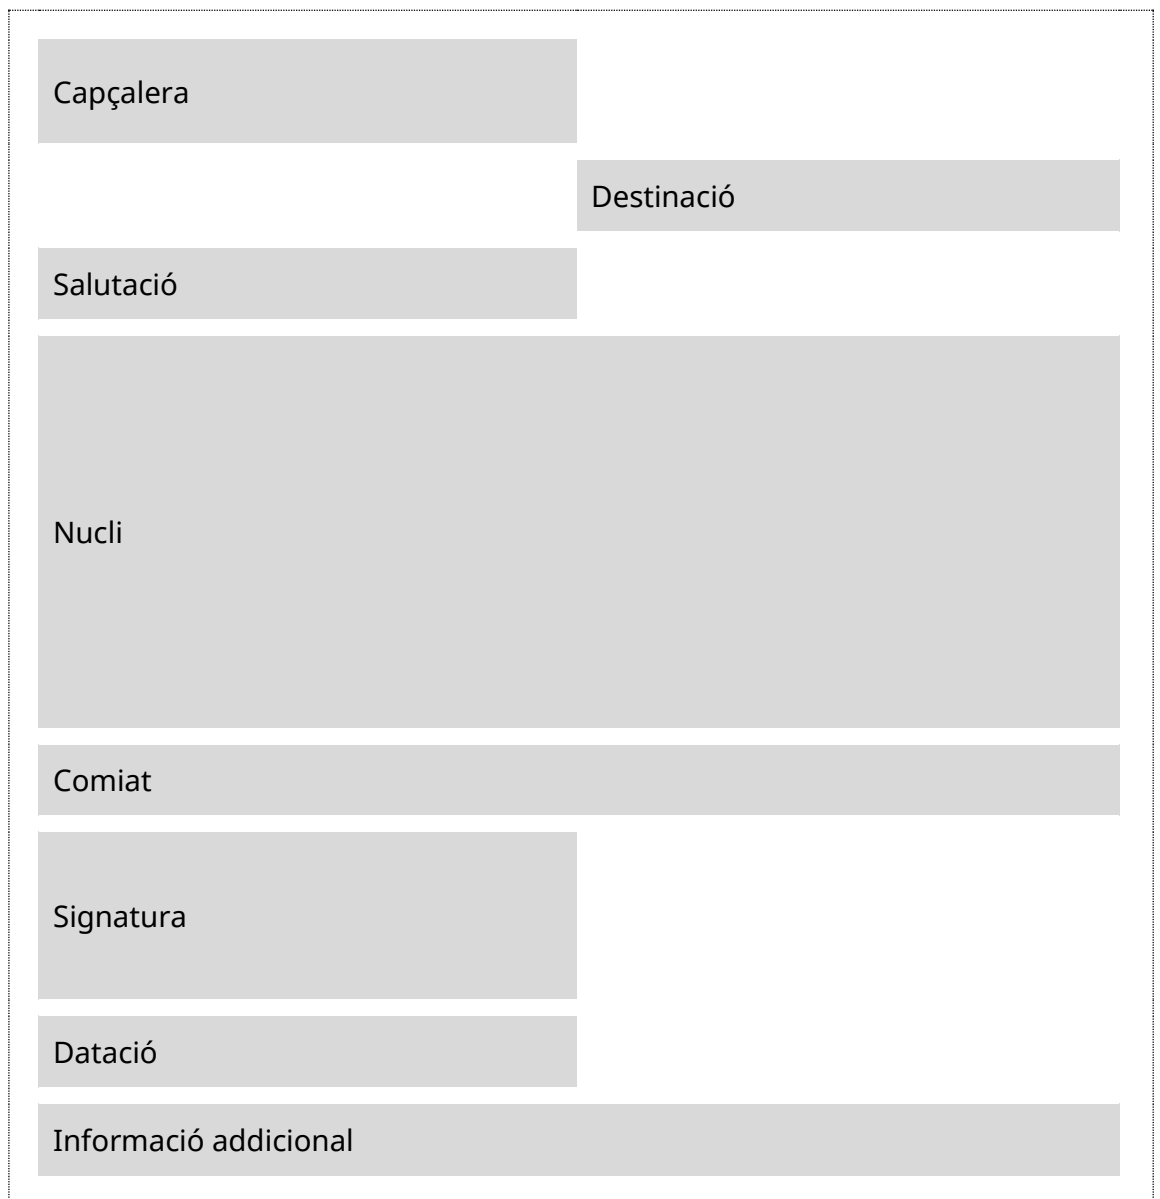 Capçalera
Destinació
Salutació
Nucli
Comiat
Signatura
Datació
Informació addicional